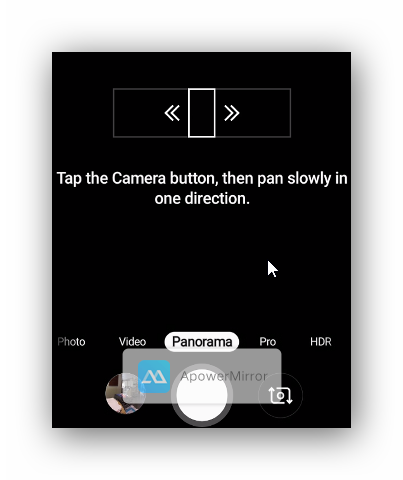 Tap the Camera button, then pan slowly in
one direction.
Photo Video Panorama Pro HDR
ApowerMirror